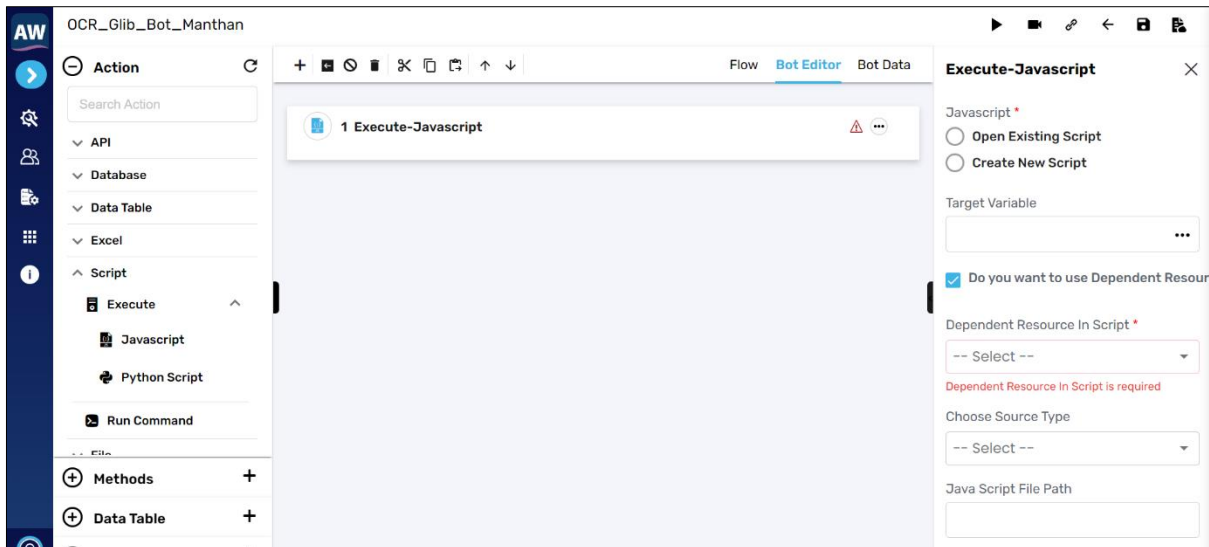 AW
OCR_Glib_Bot_Manthan
Action
Search Action
API
Database
Data Table
Excel
Script
Execute
Javascript
Python Script
Run Command
File
Methods
Data Table
Flow
Bot Editor
Bot Data
1 Execute-Javascript
Execute-Javascript
Javascript *
Open Existing Script
Create New Script
Target Variable
Do you want to use Dependent Resour
Dependent Resource In Script *
-- Select --
Dependent Resource In Script is required
Choose Source Type
-- Select --
Java Script File Path